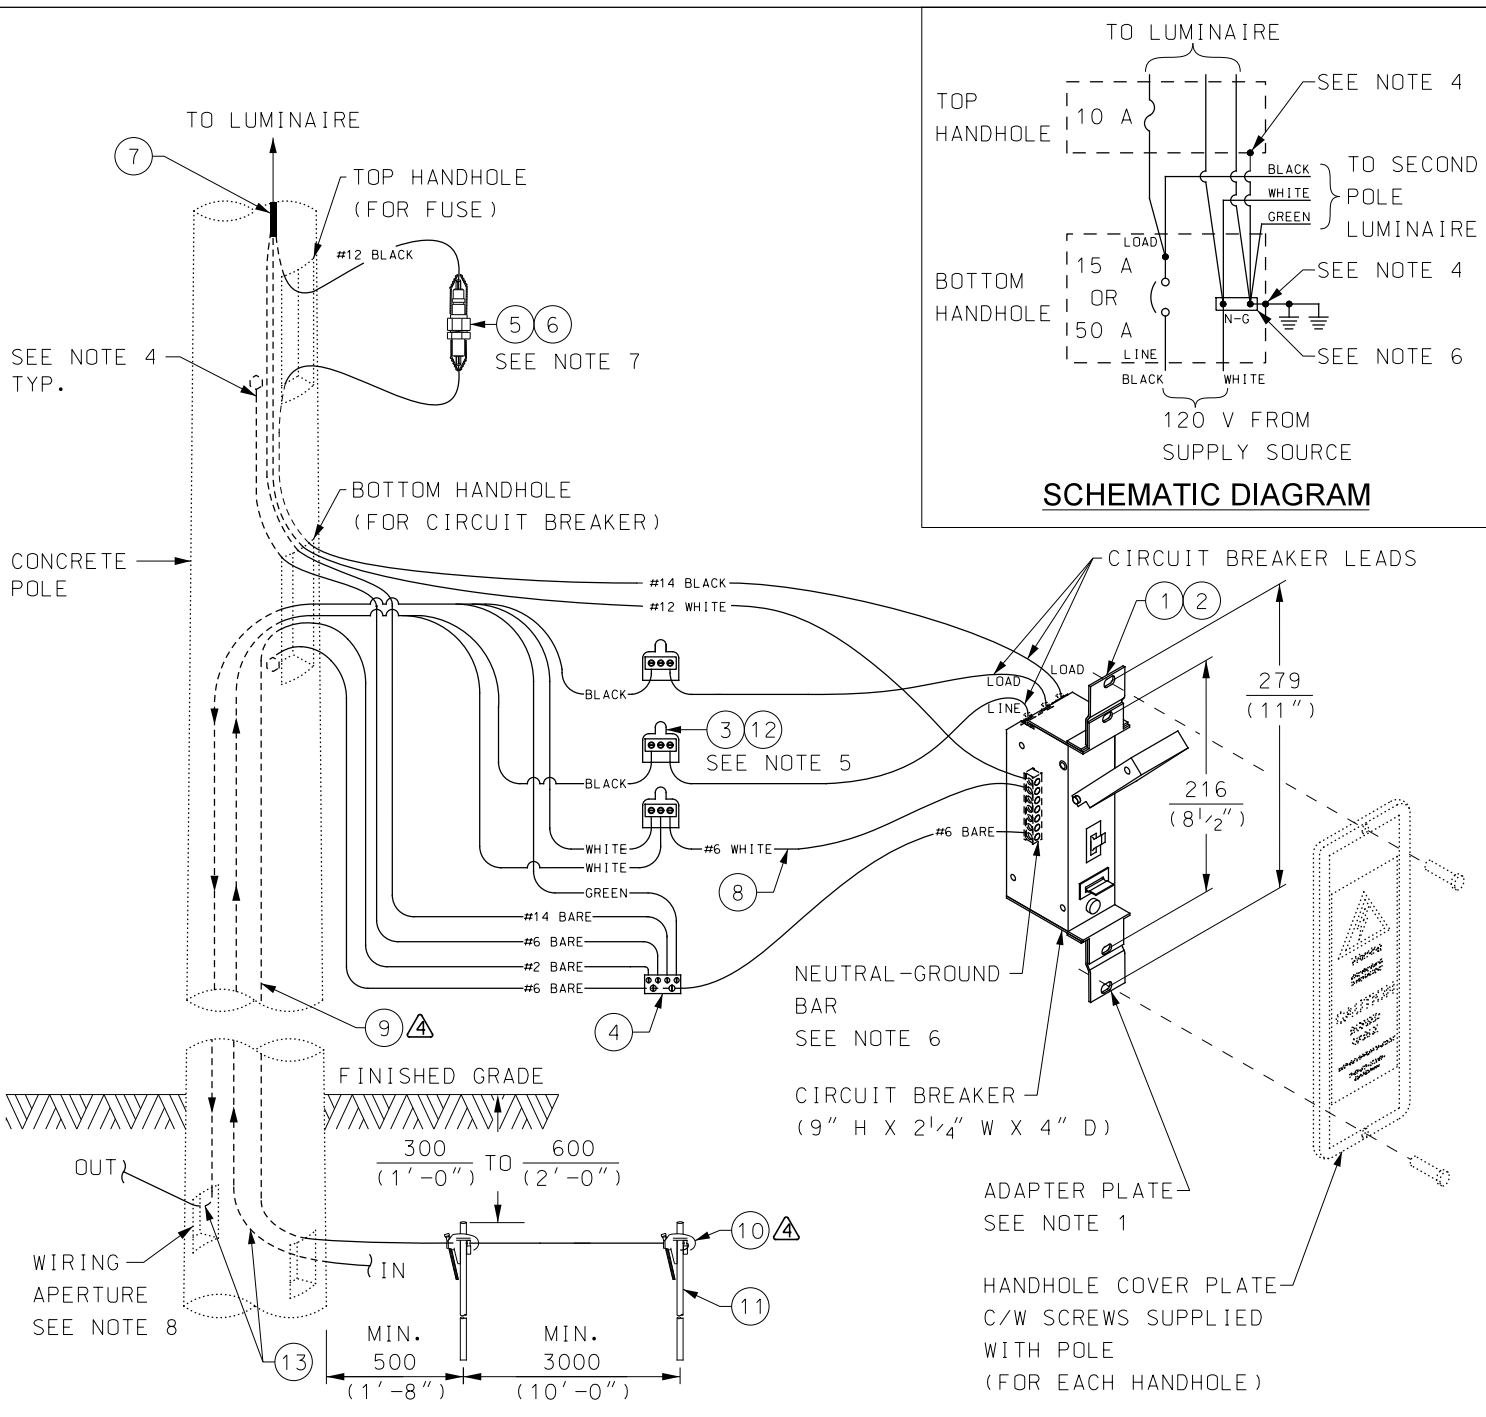 TO LUMINAIRE
7
TOP HANDHOLE
(FOR FUSE)
#12 BLACK
5 6
SEE NOTE 7
SEE NOTE 4
TYP.
BOTTOM HANDHOLE
(FOR CIRCUIT BREAKER)
CONCRETE
POLE
TO LUMINAIRE
TOP
HANDHOLE
10 A
SEE NOTE 4
BLACK
WHITE
GREEN
TO SECOND
POLE
LUMINAIRE
BOTTOM
HANDHOLE
LOAD
15 A
OR
50 A
LINE
N-G
SEE NOTE 4
SEE NOTE 6
BLACK
WHITE
120 V FROM
SUPPLY SOURCE
SCHEMATIC DIAGRAM
#14 BLACK
#12 WHITE
CIRCUIT BREAKER LEADS
1 2
LOAD
LOAD
LINE
279
(11")
216
(8 1/2")
BLACK
3 12
SEE NOTE 5
BLACK
WHITE
WHITE
#6 WHITE
8
#6 BARE
GREEN
#14 BARE
#6 BARE
#2 BARE
#6 BARE
4
9 4
NEUTRAL-GROUND
BAR
SEE NOTE 6
CIRCUIT BREAKER
(9" H X 2 1/4" W X 4" D)
ADAPTER PLATE
SEE NOTE 1
HANDHOLE COVER PLATE
C/W SCREWS SUPPLIED
WITH POLE
(FOR EACH HANDHOLE)
FINISHED GRADE
300
(1'-0")
TO
600
(2'-0")
OUT
IN
WIRING
APERTURE
SEE NOTE 8
13
10 4
11
MIN.
500
(1'-8")
MIN.
3000
(10'-0")